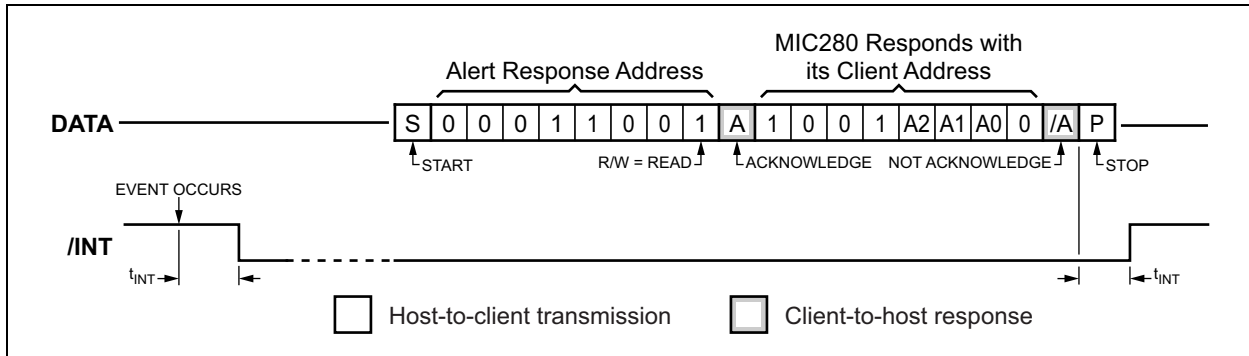 MIC280 Responds with
its Client Address
Alert Response Address
DATA
S 0 0 0 1 1 0 0 1 A 1 0 0 1 A2 A1 A0 0 /A P
START
R/W = READ
ACKNOWLEDGE
NOT ACKNOWLEDGE
STOP
EVENT OCCURS
/INT
tINT
tINT
Host-to-client transmission
Client-to-host response